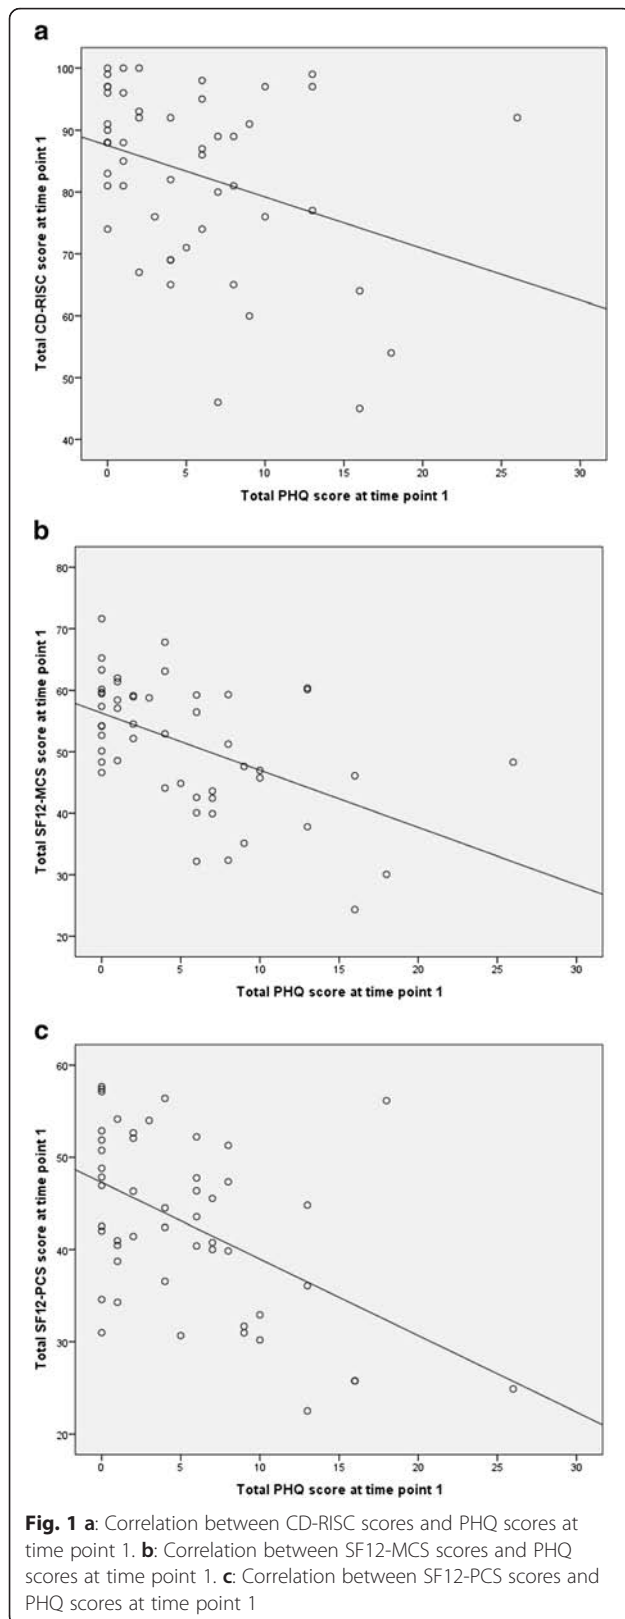 a
100
90
80
70
60
50
40
Total CD-RISC score at time point 1
0 5 10 15 20 25 30
Total PHQ score at time point 1
b
80
70
60
50
40
30
20
Total SF12-MCS score at time point 1
0 5 10 15 20 25 30
Total PHQ score at time point 1
c
60
50
40
30
20
Total SF12-PCS score at time point 1
0 5 10 15 20 25 30
Total PHQ score at time point 1
Fig. 1 a: Correlation between CD-RISC scores and PHQ scores at
time point 1. b: Correlation between SF12-MCS scores and PHQ
scores at time point 1. c: Correlation between SF12-PCS scores and
PHQ scores at time point 1